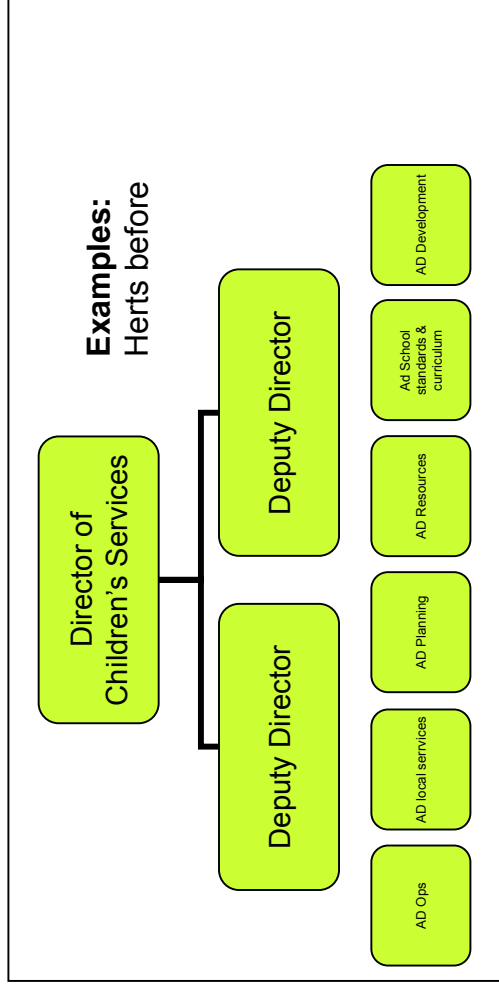 Examples:
Herts before
Director of
Children’s Services
Deputy Director
Deputy Director
AD Ops
AD local serrvices
AD Planning
AD Resources
Ad School
standards &
curriculum
AD Development